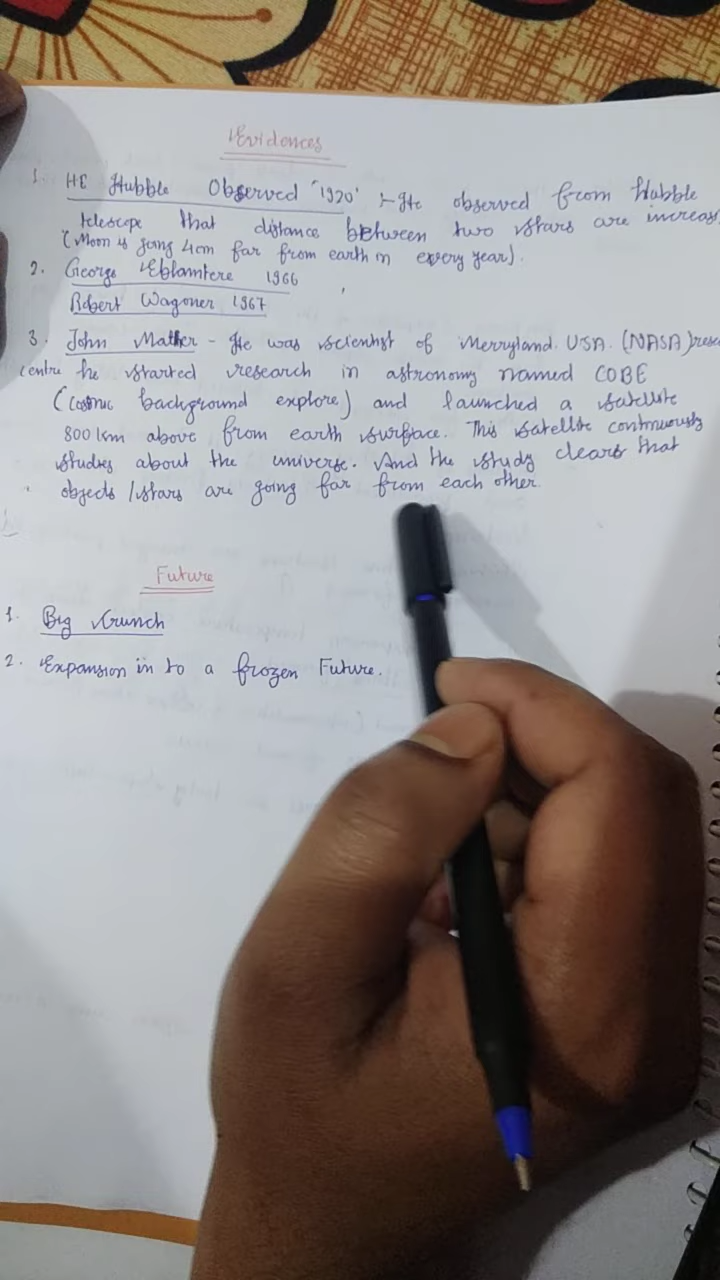 Evidences
1. HE Hubble Observed '1920' :- He observed from Hubble
telescope that distance between two stars are increas
(Moon is going 4cm far from earth in every year).
2. George Eblamtere 1966
Robert Wagoner 1967
3. John Mather - He was scientist of Merryland. USA. (NASA) rese
centre he started research in astronomy named COBE
(cosmic background explore) and launched a satellite
800 km above from earth surface. This satellite continuously
studies about the universe. And the study clears that
objects / stars are going far from each other.
Future
1. Big Crunch
2. Expansion in to a frozen Future.